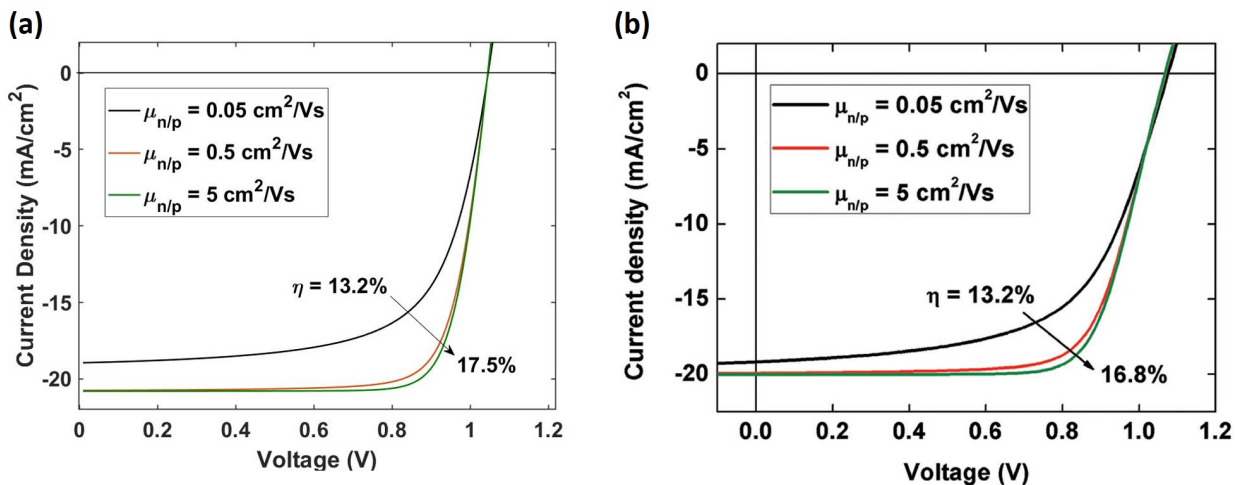 (a)
0
-5
-10
-15
-20
Current Density (mA/cm²)
μn/p = 0.05 cm²/Vs
μn/p = 0.5 cm²/Vs
μn/p = 5 cm²/Vs
η = 13.2%
17.5%
0 0.2 0.4 0.6 0.8 1 1.2
Voltage (V)
(b)
0
-5
-10
-15
-20
Current density (mA/cm²)
μn/p = 0.05 cm²/Vs
μn/p = 0.5 cm²/Vs
μn/p = 5 cm²/Vs
η = 13.2%
16.8%
0.0 0.2 0.4 0.6 0.8 1.0 1.2
Voltage (V)